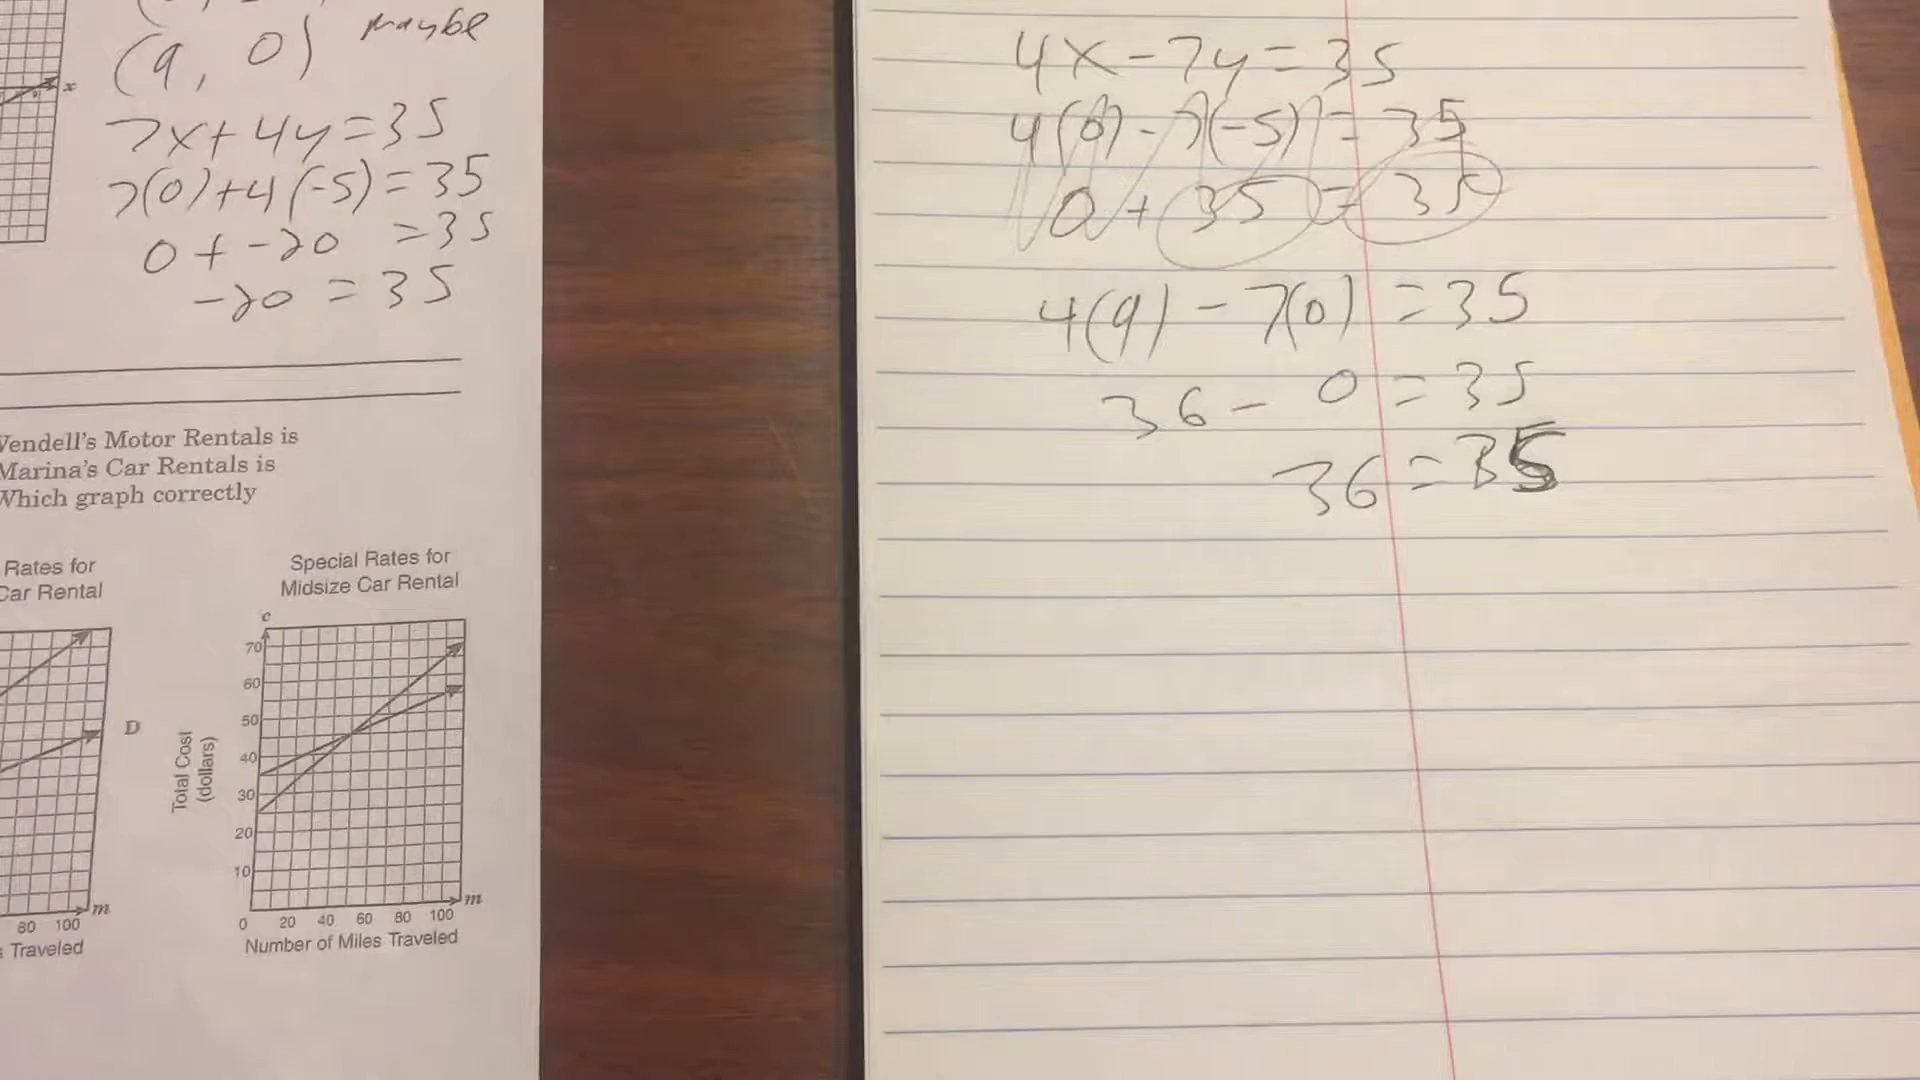 maybe
(9, 0)
x
7x + 4y = 35
7(0) + 4(-5) = 35
0 + -20 = 35
-20 = 35
Wendell's Motor Rentals is
Marina's Car Rentals is
Which graph correctly
Rates for
Car Rental
m
80 100
Traveled
D
Special Rates for
Midsize Car Rental
c
70
60
50
40
30
20
10
0 20 40 60 80 100
m
Total Cost
(dollars)
Number of Miles Traveled
4x - 7y = 35
4(0) - 7(-5) = 35
0 + 35 = 35
4(9) - 7(0) = 35
36 - 0 = 35
36 = 35